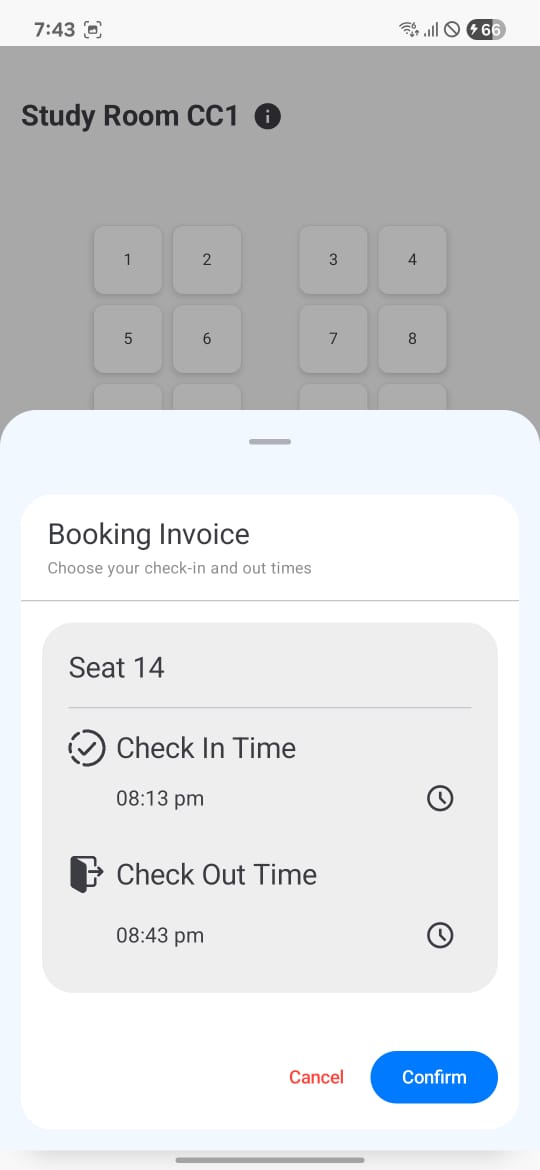 7:43
66
Study Room CC1
1 2 3 4
5 6 7 8
Booking Invoice
Choose your check-in and out times
Seat 14
Check In Time
08:13 pm
Check Out Time
08:43 pm
Cancel Confirm